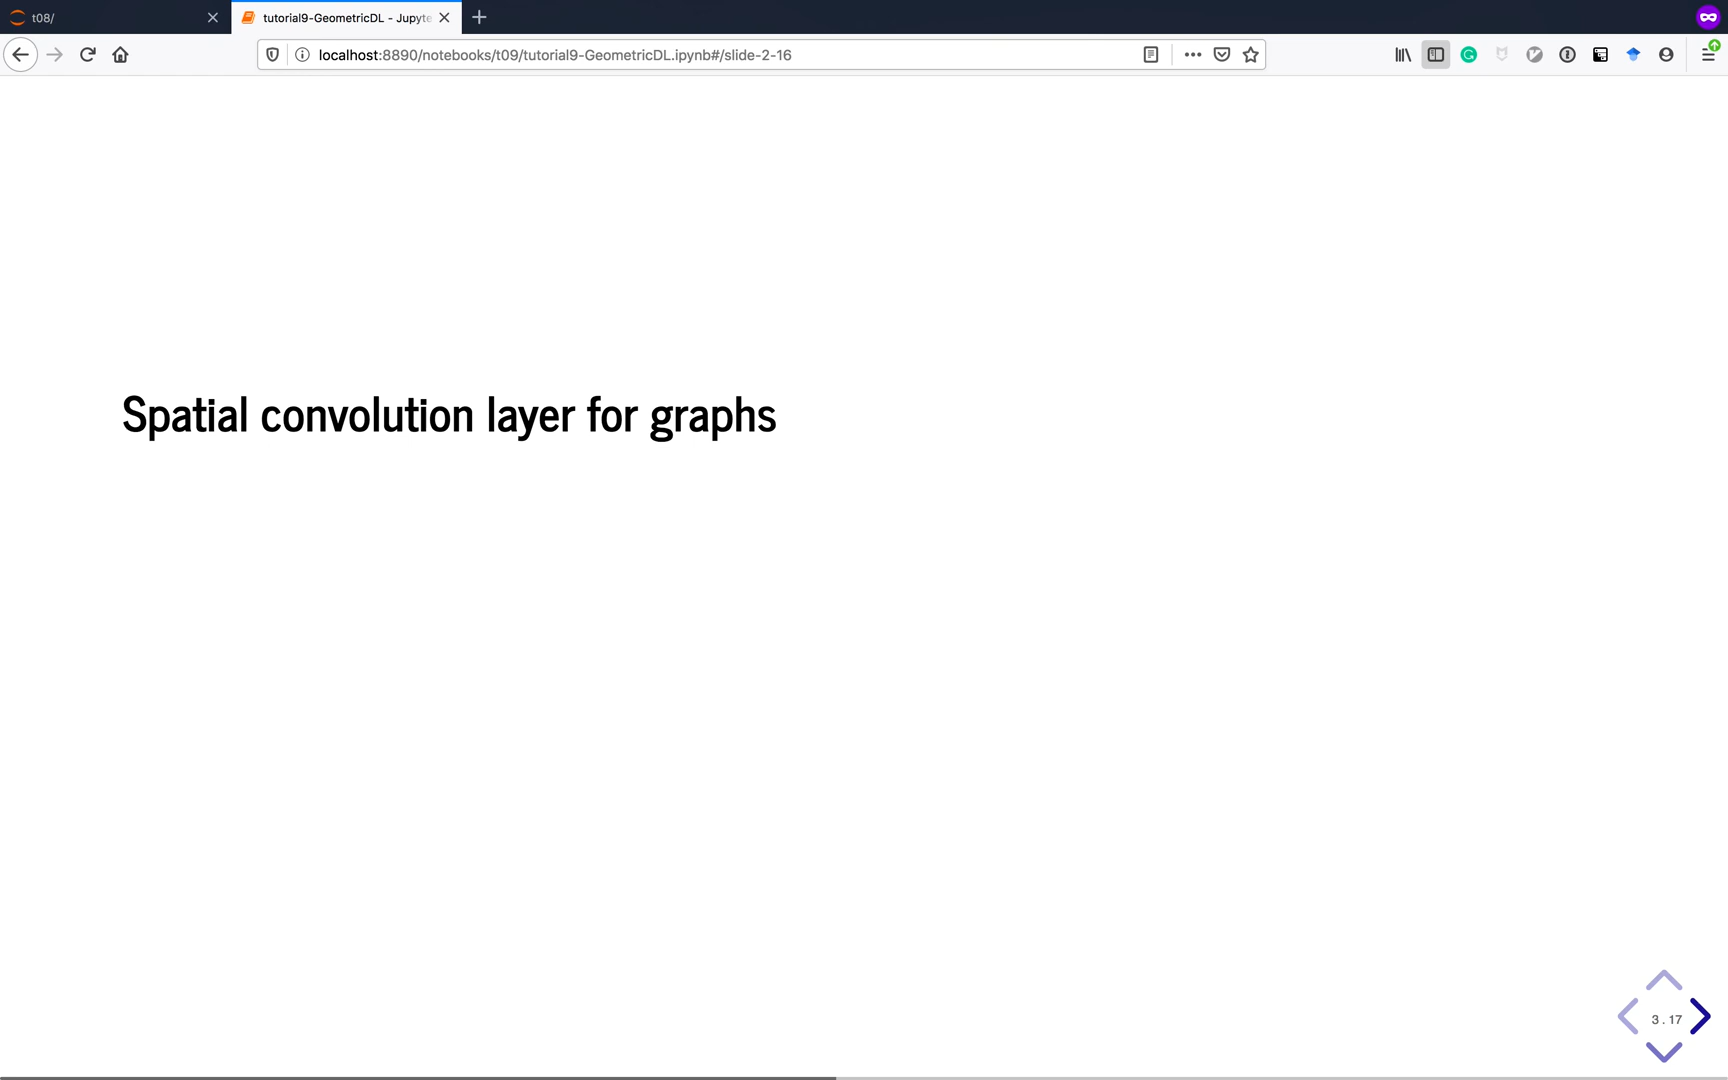 t08/
tutorial9-GeometricDL - Jupyte
localhost:8890/notebooks/t09/tutorial9-GeometricDL.ipynb#/slide-2-16
Spatial convolution layer for graphs
3.17